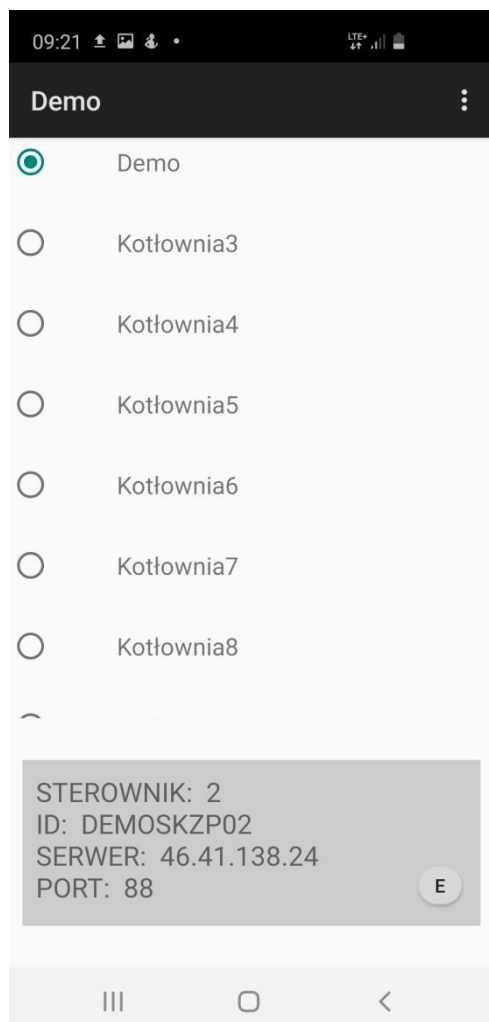 09:21
LTE+
Demo
Demo
Kotłownia3
Kotłownia4
Kotłownia5
Kotłownia6
Kotłownia7
Kotłownia8
STEROWNIK: 2
ID: DEMOSKZP02
SERWER: 46.41.138.24
PORT: 88
E